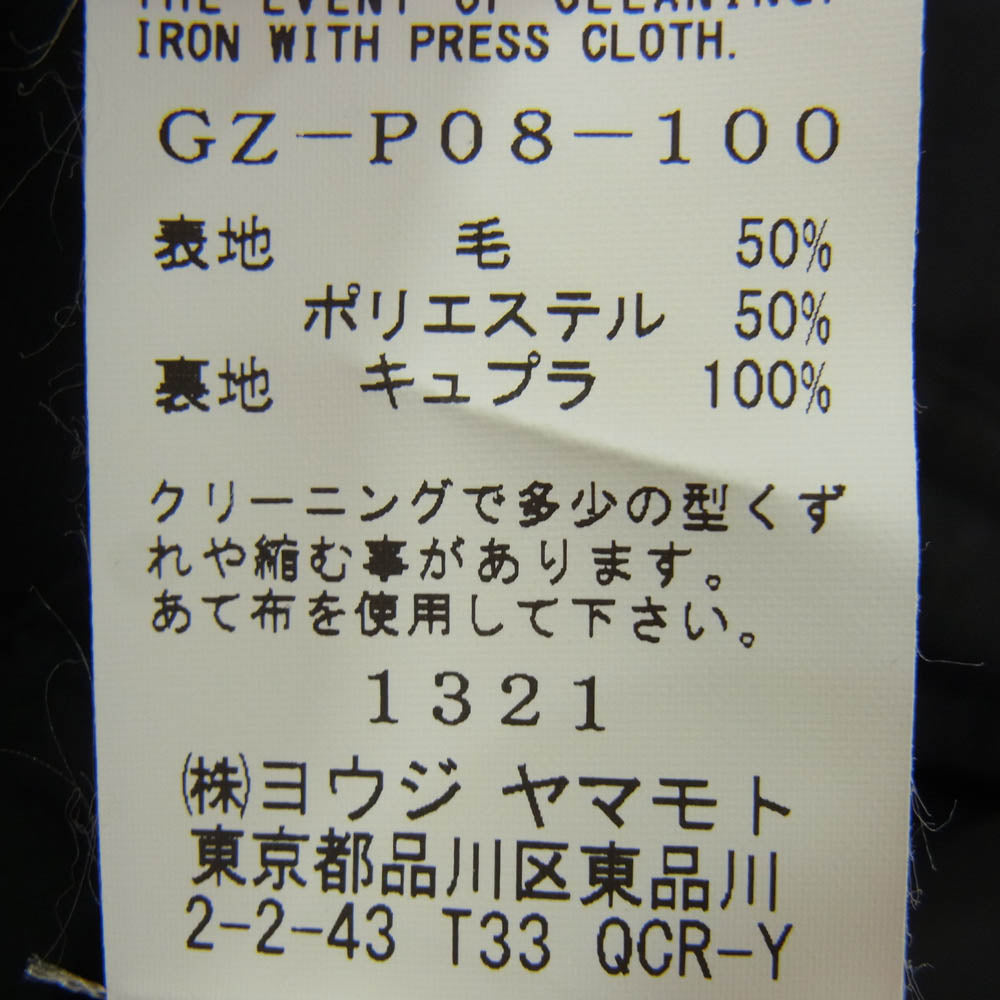 THE EVENT OF CLEANING.
IRON WITH PRESS CLOTH.
GZ-P08-100
表地 毛 50%
ポリエステル 50%
裏地 キュプラ 100%
クリーニングで多少の型くず
れや縮む事があります。
あて布を使用して下さい。
1321
㈱ヨウジ ヤマモト
東京都品川区東品川
2-2-43 T33 QCR-Y